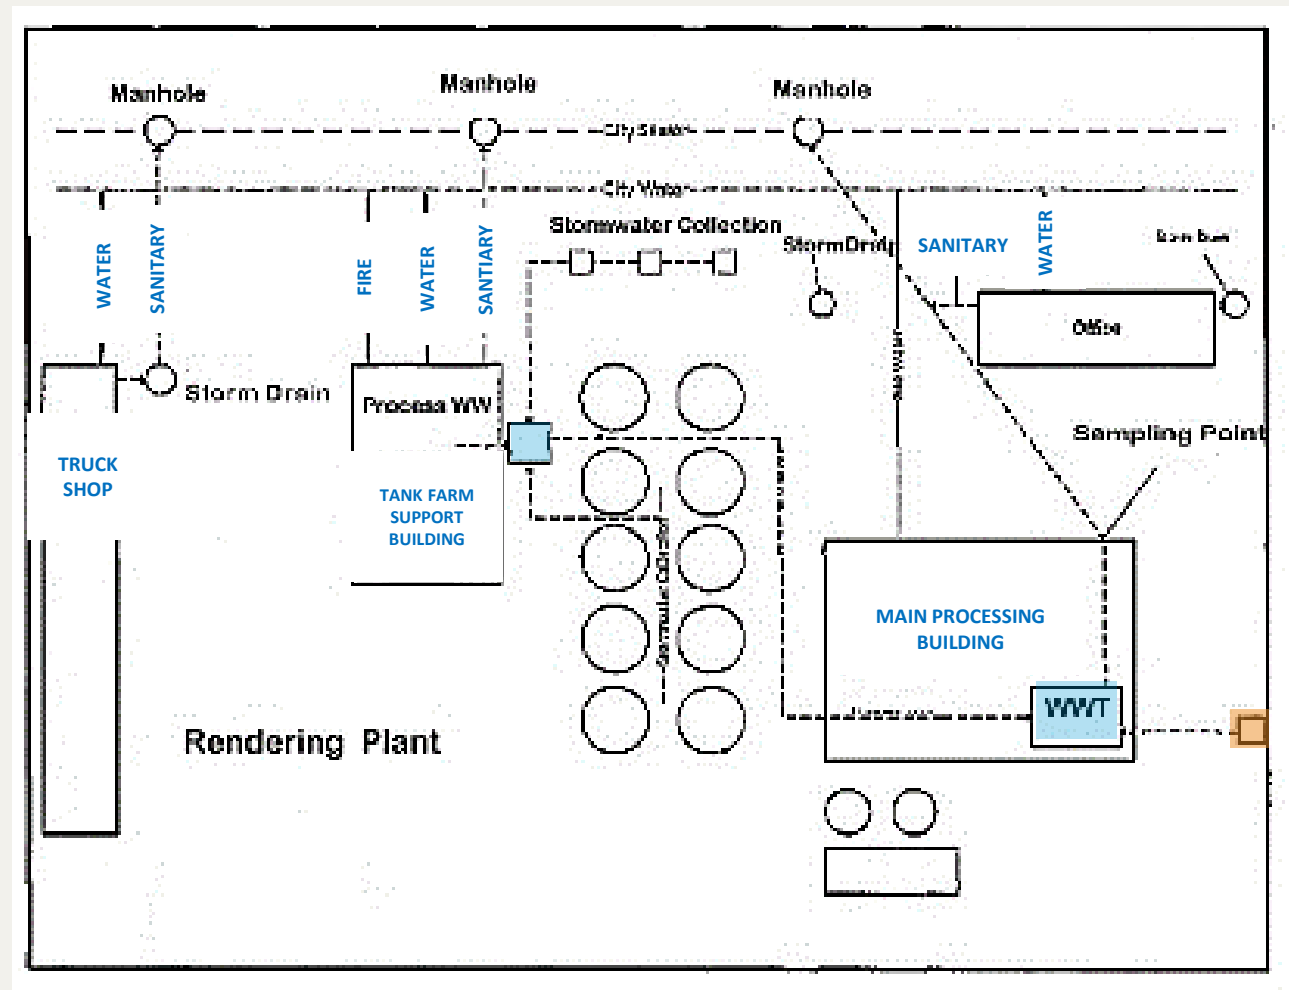 Manhole
Manhole
Manhole
City Sewer
City Water
Stormwater Collection
Storm Drain
WATER
SANITARY
FIRE
WATER
SANTIARY
SANITARY
WATER
Office
Storm Drain
Process WW
Sampling Point
TRUCK
SHOP
TANK FARM
SUPPORT
BUILDING
MAIN PROCESSING
BUILDING
WWT
Rendering Plant